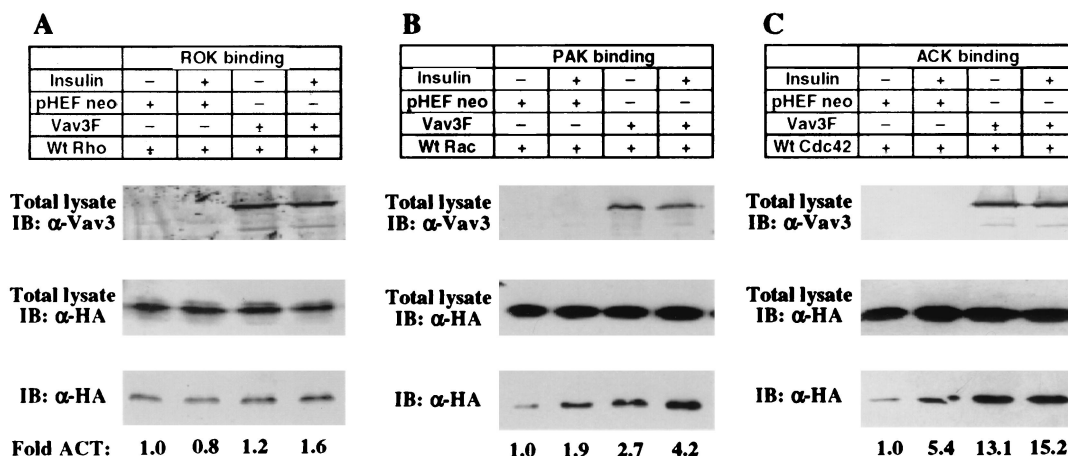 A
ROK binding
Insulin − + − +
pHEF neo + + − −
Vav3F − − + +
Wt Rho + + + +
Total lysate
IB: α-Vav3
Total lysate
IB: α-HA
IB: α-HA
Fold ACT: 1.0 0.8 1.2 1.6
B
PAK binding
Insulin − + − +
pHEF neo + + − −
Vav3F − − + +
Wt Rac + + + +
Total lysate
IB: α-Vav3
Total lysate
IB: α-HA
IB: α-HA
1.0 1.9 2.7 4.2
C
ACK binding
Insulin − + − +
pHEF neo + + − −
Vav3F − − + +
Wt Cdc42 + + + +
Total lysate
IB: α-Vav3
Total lysate
IB: α-HA
IB: α-HA
1.0 5.4 13.1 15.2